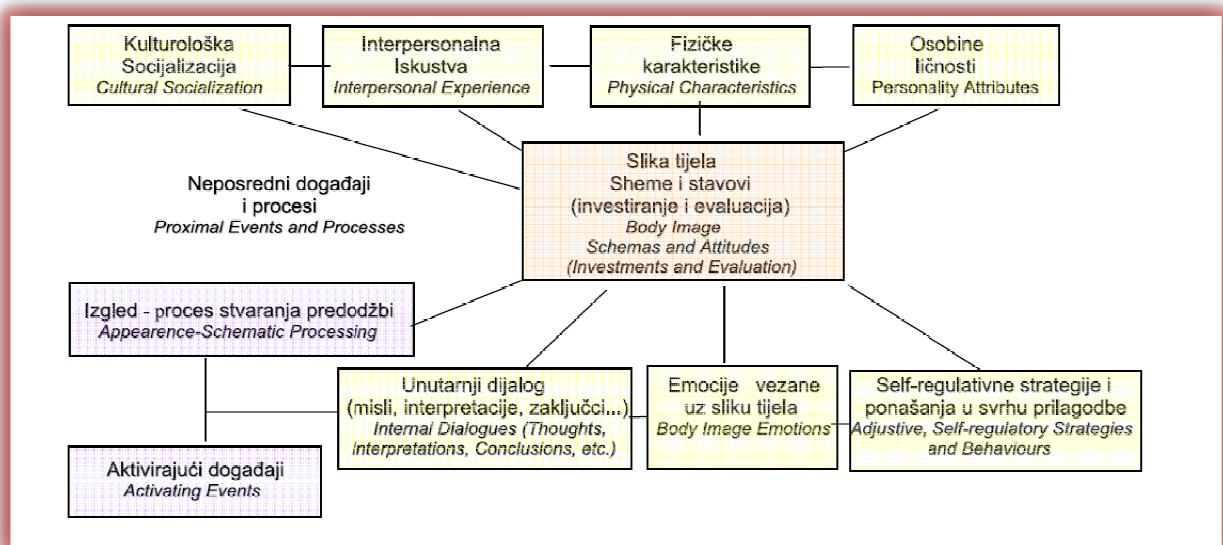 Kulturološka
Socijalizacija
Cultural Socialization
Interpersonalna
Iskustva
Interpersonal Experience
Fizičke
karakteristike
Physical Characteristics
Osobine
ličnosti
Personality Attributes
Slika tijela
Sheme i stavovi
(investiranje i evaluacija)
Body Image
Schemas and Attitudes
(Investments and Evaluation)
Neposredni događaji
i procesi
Proximal Events and Processes
Izgled - proces stvaranja predodžbi
Appearence-Schematic Processing
Unutarnji dijalog
(misli, interpretacije, zaključci...)
Internal Dialogues (Thoughts,
Interpretations, Conclusions, etc.)
Emocije vezane
uz sliku tijela
Body Image Emotions
Self-regulativne strategije i
ponašanja u svrhu prilagodbe
Adjustive, Self-regulatory Strategies
and Behaviours
Aktivirajući događaji
Activating Events